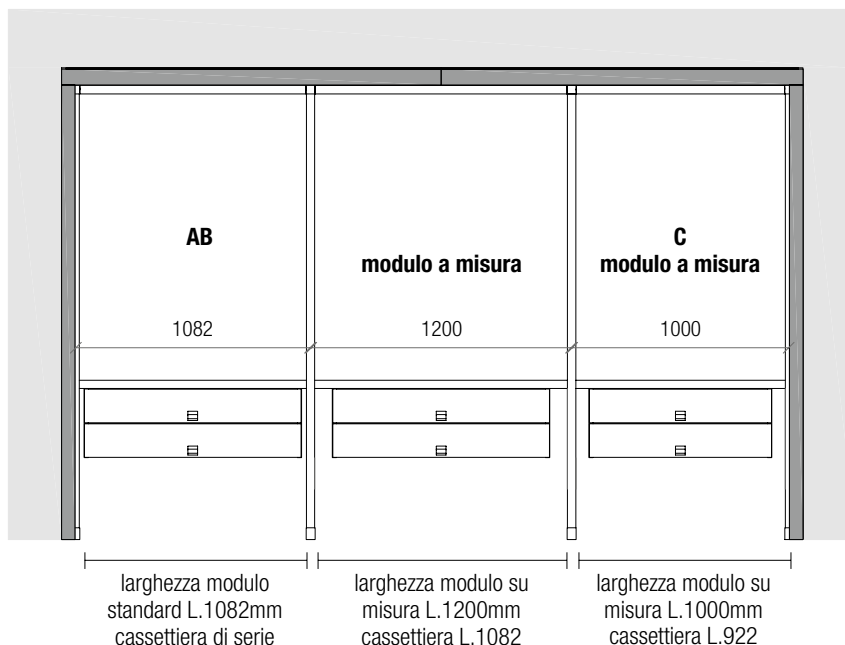 AB
modulo a misura
C
modulo a misura
1082
1200
1000
larghezza modulo
standard L.1082mm
cassettiera di serie
larghezza modulo su
misura L.1200mm
cassettiera L.1082
larghezza modulo su
misura L.1000mm
cassettiera L.922